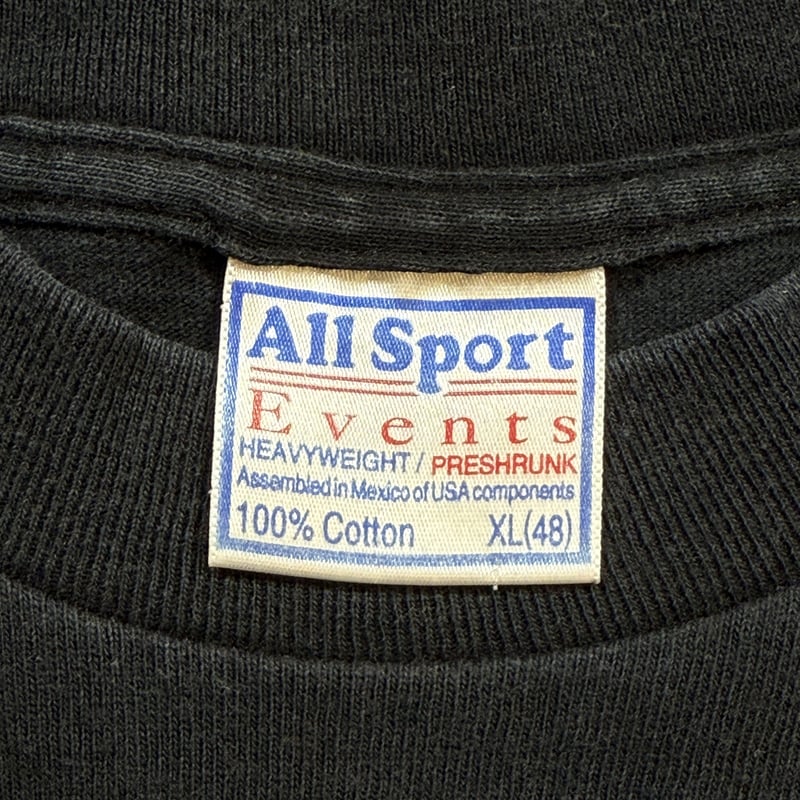 All Sport
Events
HEAVYWEIGHT / PRESHRUNK
Assembled in Mexico of USA components
100% Cotton XL(48)